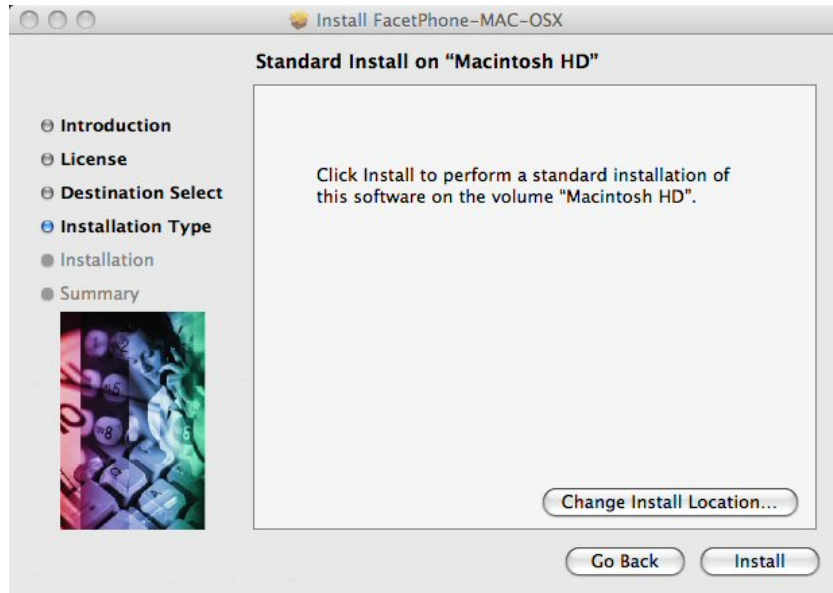 Install FacetPhone-MAC-OSX
Standard Install on “Macintosh HD”
Introduction
License
Destination Select
Installation Type
Installation
Summary
Click Install to perform a standard installation of
this software on the volume “Macintosh HD”.
Change Install Location...
Go Back
Install